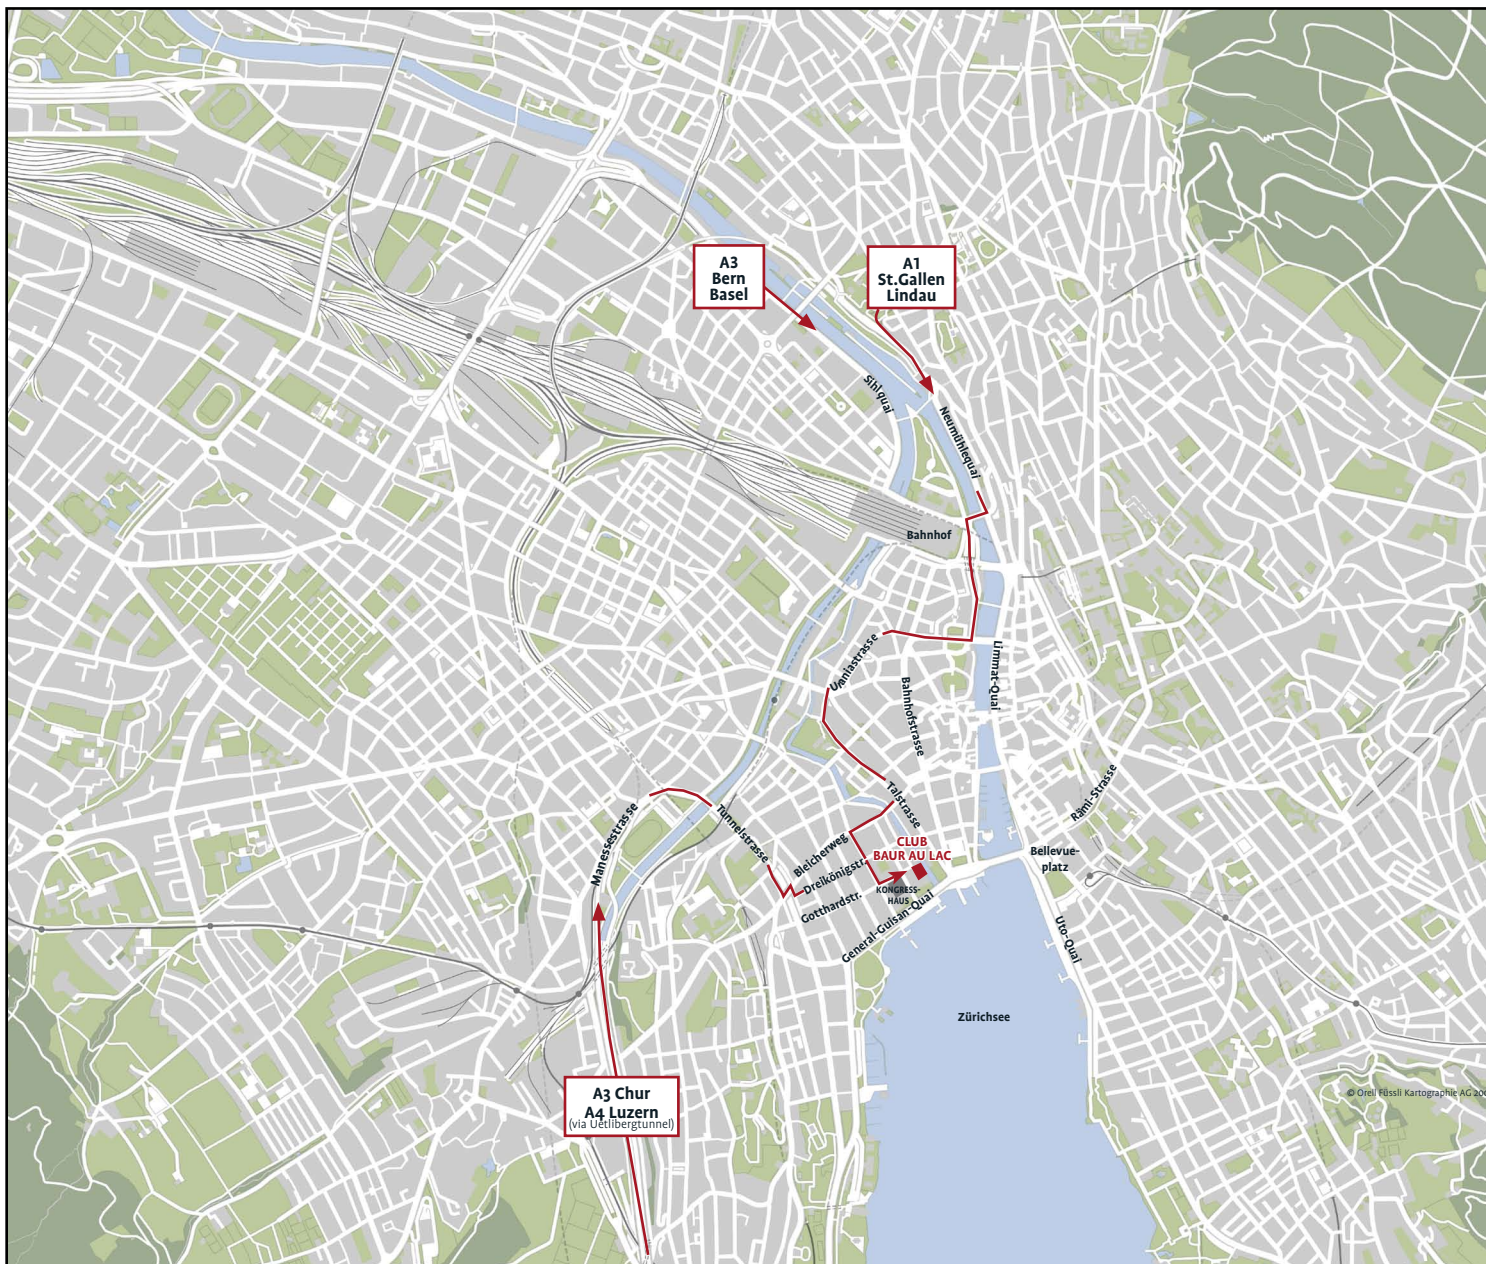 A3
Bern
Basel
A1
St.Gallen
Lindau
Sihlquai
Neumühlequai
Bahnhof
Uraniastrasse
Bahnhofstrasse
Limmat-Quai
Talstrasse
Rämi-Strasse
Manessestrasse
Tunnelstrasse
Bleicherweg
CLUB
BAUR AU LAC
Bellevue-
platz
Dreikönigstr.
KONGRESS-
HAUS
Gotthardstr.
General-Guisan-Quai
Uto-Quai
Zürichsee
A3 Chur
A4 Luzern
(via Uetlibergtunnel)
© Orell Füssli Kartographie AG